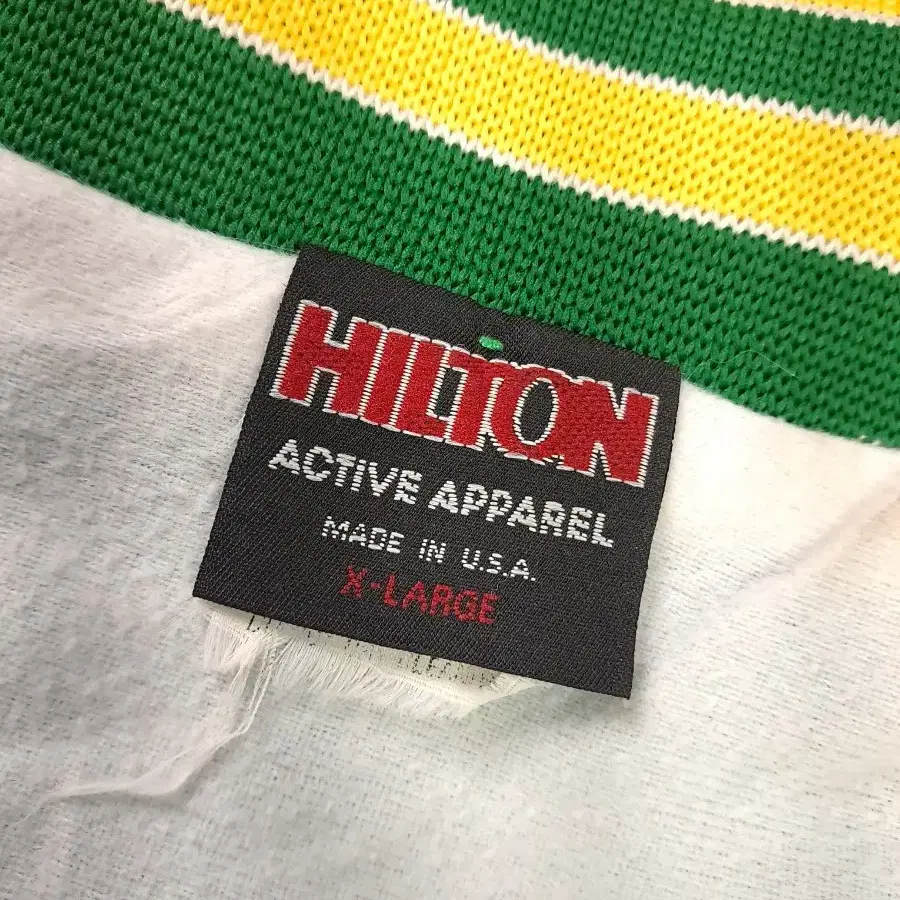 HILTON
ACTIVE APPAREL
MADE IN U.S.A.
X-LARGE